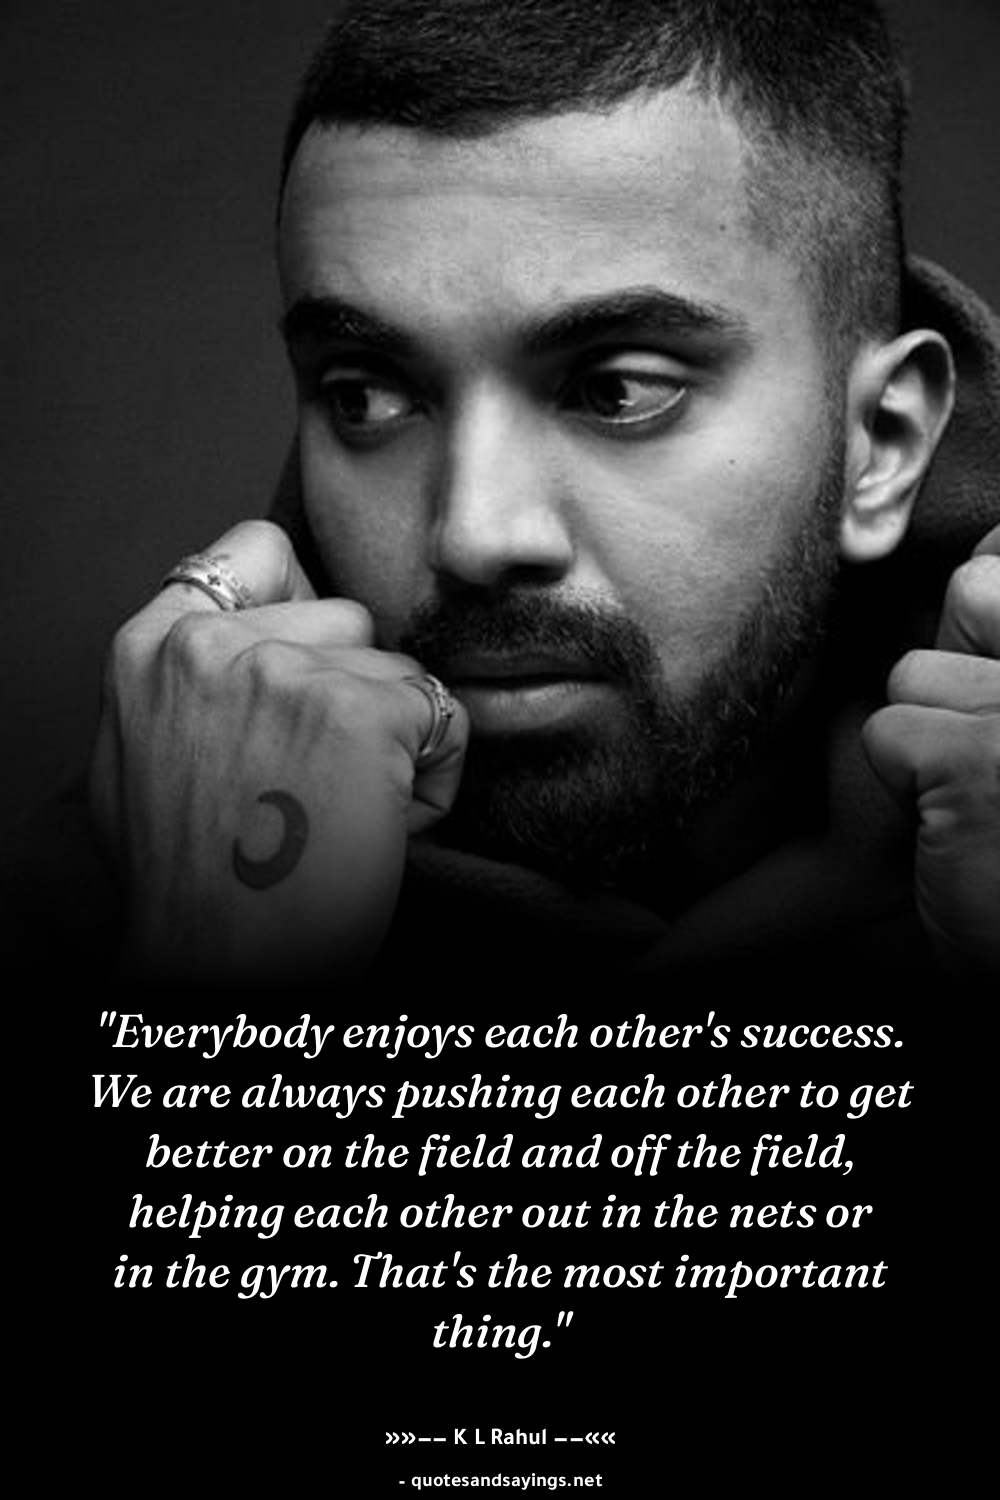 "Everybody enjoys each other's success.
We are always pushing each other to get
better on the field and off the field,
helping each other out in the nets or
in the gym. That's the most important
thing."
»»–– K L Rahul ––««
- quotesandsayings.net